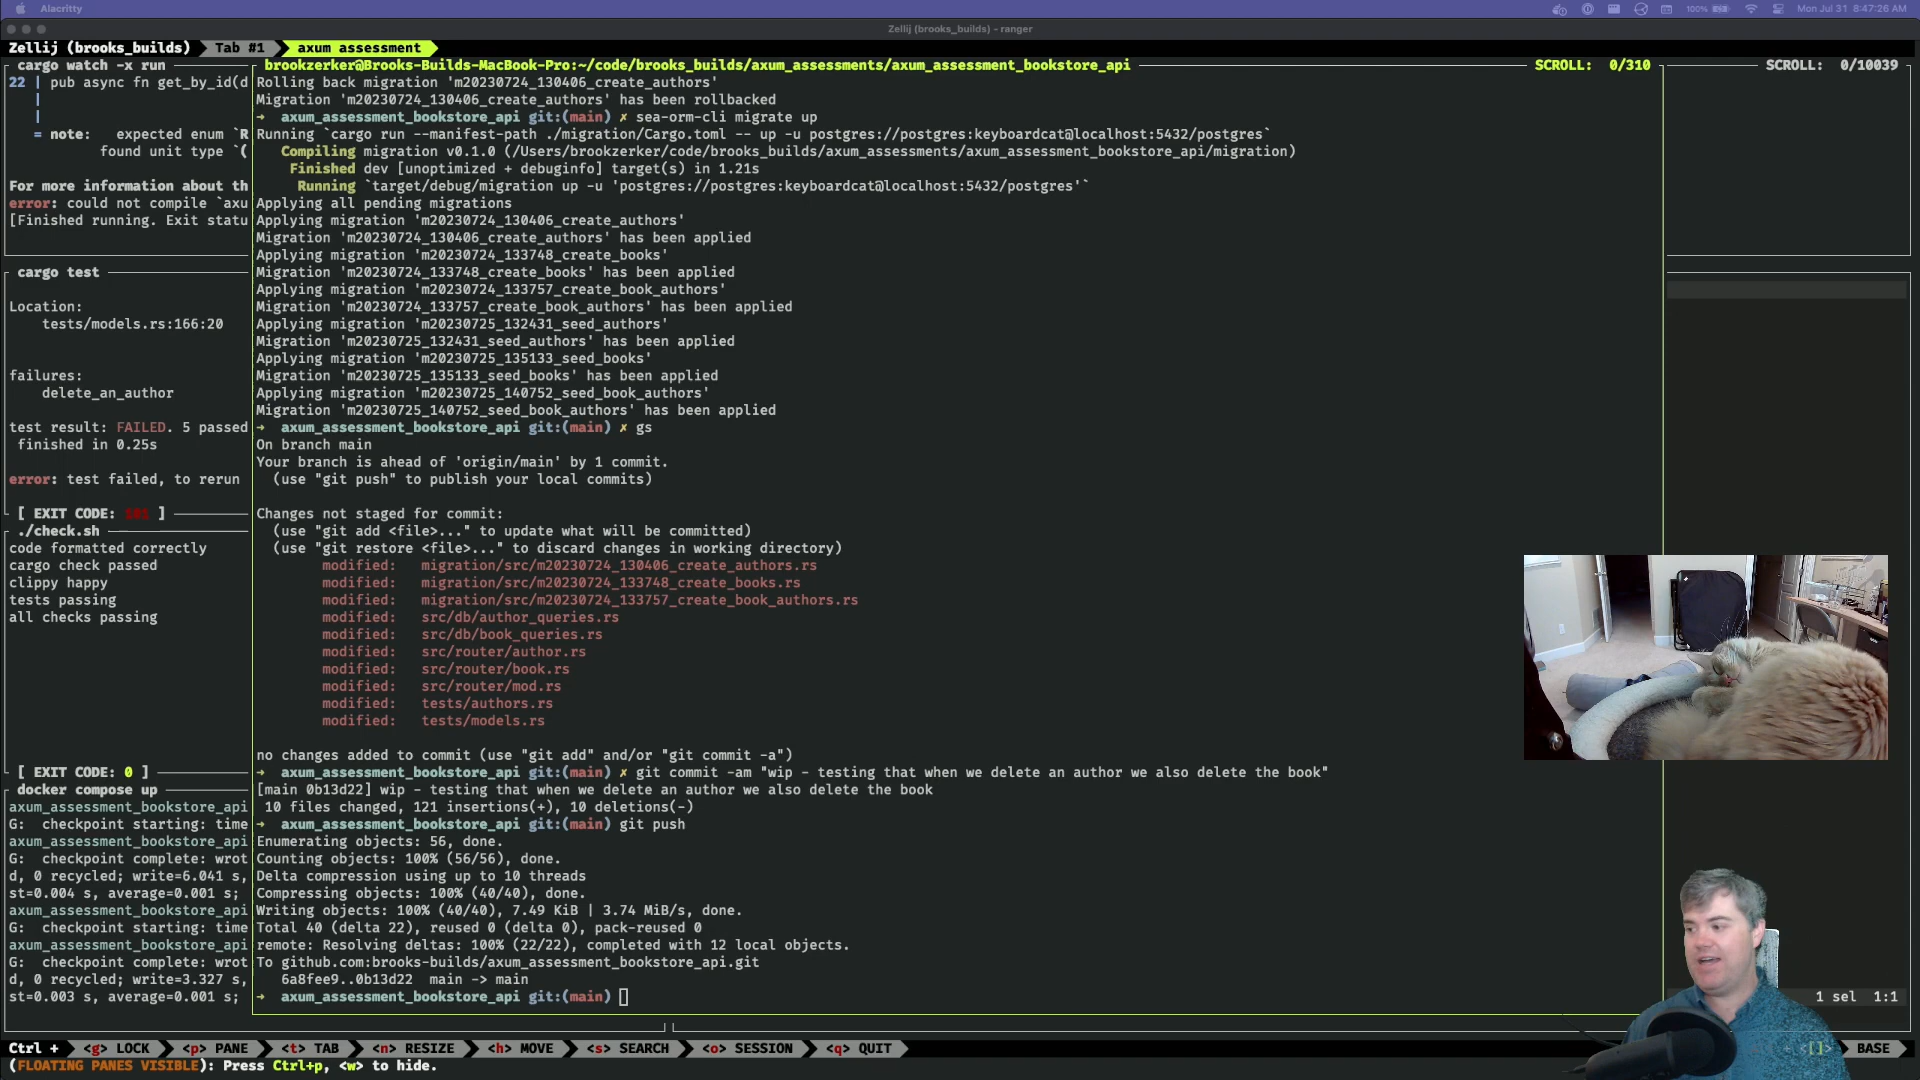 Alacritty
100%
Mon Jul 31 8:47:26 AM
Zellij (brooks_builds) - ranger
Zellij (brooks_builds) Tab #1 axum assessment
cargo watch -x run
22 | pub async fn get_by_id(d
|
|
= note: expected enum `R
found unit type `(
For more information about th
error: could not compile `axu
[Finished running. Exit statu
cargo test
Location:
tests/models.rs:166:20
failures:
delete_an_author
test result: FAILED. 5 passed
finished in 0.25s
error: test failed, to rerun
[ EXIT CODE: 101 ]
./check.sh
code formatted correctly
cargo check passed
clippy happy
tests passing
all checks passing
[ EXIT CODE: 0 ]
docker compose up
axum_assessment_bookstore_api
G: checkpoint starting: time
axum_assessment_bookstore_api
G: checkpoint complete: wrot
d, 0 recycled; write=6.041 s,
st=0.004 s, average=0.001 s;
axum_assessment_bookstore_api
G: checkpoint starting: time
axum_assessment_bookstore_api
G: checkpoint complete: wrot
d, 0 recycled; write=3.327 s,
st=0.003 s, average=0.001 s;
brookzerker@Brooks-Builds-MacBook-Pro:~/code/brooks_builds/axum_assessments/axum_assessment_bookstore_api
SCROLL: 0/310
Rolling back migration 'm20230724_130406_create_authors'
Migration 'm20230724_130406_create_authors' has been rollbacked
→ axum_assessment_bookstore_api git:(main) ✗ sea-orm-cli migrate up
Running `cargo run --manifest-path ./migration/Cargo.toml -- up -u postgres://postgres:keyboardcat@localhost:5432/postgres`
Compiling migration v0.1.0 (/Users/brookzerker/code/brooks_builds/axum_assessments/axum_assessment_bookstore_api/migration)
Finished dev [unoptimized + debuginfo] target(s) in 1.21s
Running `target/debug/migration up -u 'postgres://postgres:keyboardcat@localhost:5432/postgres'`
Applying all pending migrations
Applying migration 'm20230724_130406_create_authors'
Migration 'm20230724_130406_create_authors' has been applied
Applying migration 'm20230724_133748_create_books'
Migration 'm20230724_133748_create_books' has been applied
Applying migration 'm20230724_133757_create_book_authors'
Migration 'm20230724_133757_create_book_authors' has been applied
Applying migration 'm20230725_132431_seed_authors'
Migration 'm20230725_132431_seed_authors' has been applied
Applying migration 'm20230725_135133_seed_books'
Migration 'm20230725_135133_seed_books' has been applied
Applying migration 'm20230725_140752_seed_book_authors'
Migration 'm20230725_140752_seed_book_authors' has been applied
→ axum_assessment_bookstore_api git:(main) ✗ gs
On branch main
Your branch is ahead of 'origin/main' by 1 commit.
(use "git push" to publish your local commits)
Changes not staged for commit:
(use "git add <file>..." to update what will be committed)
(use "git restore <file>..." to discard changes in working directory)
modified: migration/src/m20230724_130406_create_authors.rs
modified: migration/src/m20230724_133748_create_books.rs
modified: migration/src/m20230724_133757_create_book_authors.rs
modified: src/db/author_queries.rs
modified: src/db/book_queries.rs
modified: src/router/author.rs
modified: src/router/book.rs
modified: src/router/mod.rs
modified: tests/authors.rs
modified: tests/models.rs
no changes added to commit (use "git add" and/or "git commit -a")
→ axum_assessment_bookstore_api git:(main) ✗ git commit -am "wip - testing that when we delete an author we also delete the book"
[main 0b13d22] wip - testing that when we delete an author we also delete the book
10 files changed, 121 insertions(+), 10 deletions(-)
→ axum_assessment_bookstore_api git:(main) git push
Enumerating objects: 56, done.
Counting objects: 100% (56/56), done.
Delta compression using up to 10 threads
Compressing objects: 100% (40/40), done.
Writing objects: 100% (40/40), 7.49 KiB | 3.74 MiB/s, done.
Total 40 (delta 22), reused 0 (delta 0), pack-reused 0
remote: Resolving deltas: 100% (22/22), completed with 12 local objects.
To github.com:brooks-builds/axum_assessment_bookstore_api.git
6a8fee9..0b13d22 main -> main
→ axum_assessment_bookstore_api git:(main)
SCROLL: 0/10039
1 sel 1:1
Ctrl + <g> LOCK <p> PANE <t> TAB <n> RESIZE <h> MOVE <s> SEARCH <o> SESSION <q> QUIT
<[]> BASE
(FLOATING PANES VISIBLE): Press Ctrl+p, <w> to hide.